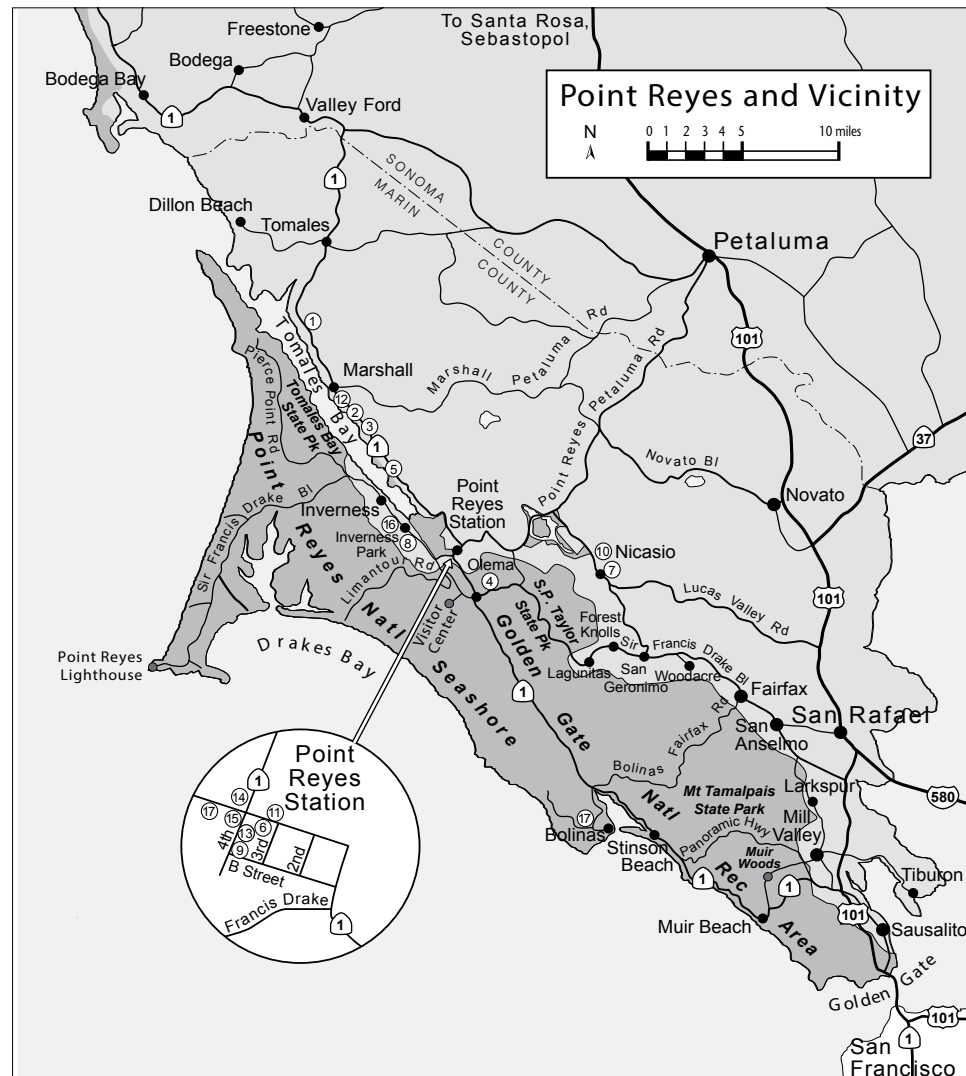 To Santa Rosa,
Sebastopol
Freestone
Bodega
Bodega Bay
1
Valley Ford
Point Reyes and Vicinity
N
0 1 2 3 4 5 10 miles
1
SONOMA
MARIN
COUNTY
COUNTY
Dillon Beach
Tomales
Petaluma
101
37
1
Tomales Bay
Marshall
Marshall Petaluma Rd
Point Reyes Petaluma Rd
Pierce Point Rd
Tomales Bay
State Pk
12
2
3
1
5
Novato Bl
Novato
Point
Reyes
Station
Inverness
16
Inverness
Park
8
Sir Francis Drake Bl
Limantour Rd
Olema
4
10
Nicasio
7
101
Lucas Valley Rd
S.P. Taylor
State Pk
Forest
Knolls
Sir Francis Drake Bl
Lagunitas
San
Geronimo
Woodacre
Visitor
Center
Point Reyes Natl Seashore
Drakes Bay
Point Reyes
Lighthouse
1
Golden Gate Natl Rec Area
Fairfax
San
Anselmo
San Rafael
Bolinas Fairfax Rd
580
Larkspur
Mt Tamalpais
State Park
Mill
Valley
Panoramic Hwy
Muir
Woods
17
Bolinas
Stinson
Beach
1
1
Muir Beach
101
Tiburon
Sausalito
Golden Gate
101
1
San
Francisco
Point
Reyes
Station
1
14
17
15
11
6
13
9
4th
3rd
2nd
B Street
Francis Drake
1